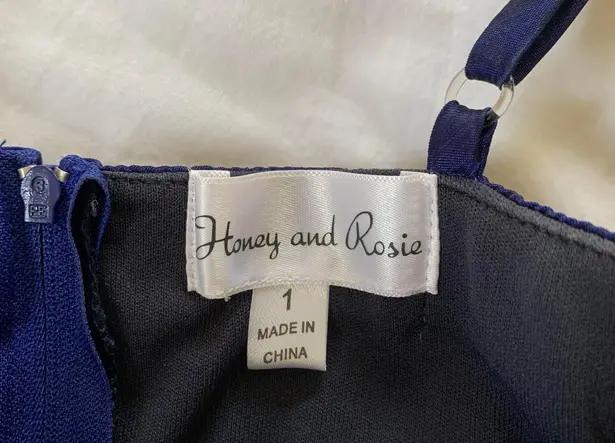 Honey and Rosie
1
MADE IN
CHINA